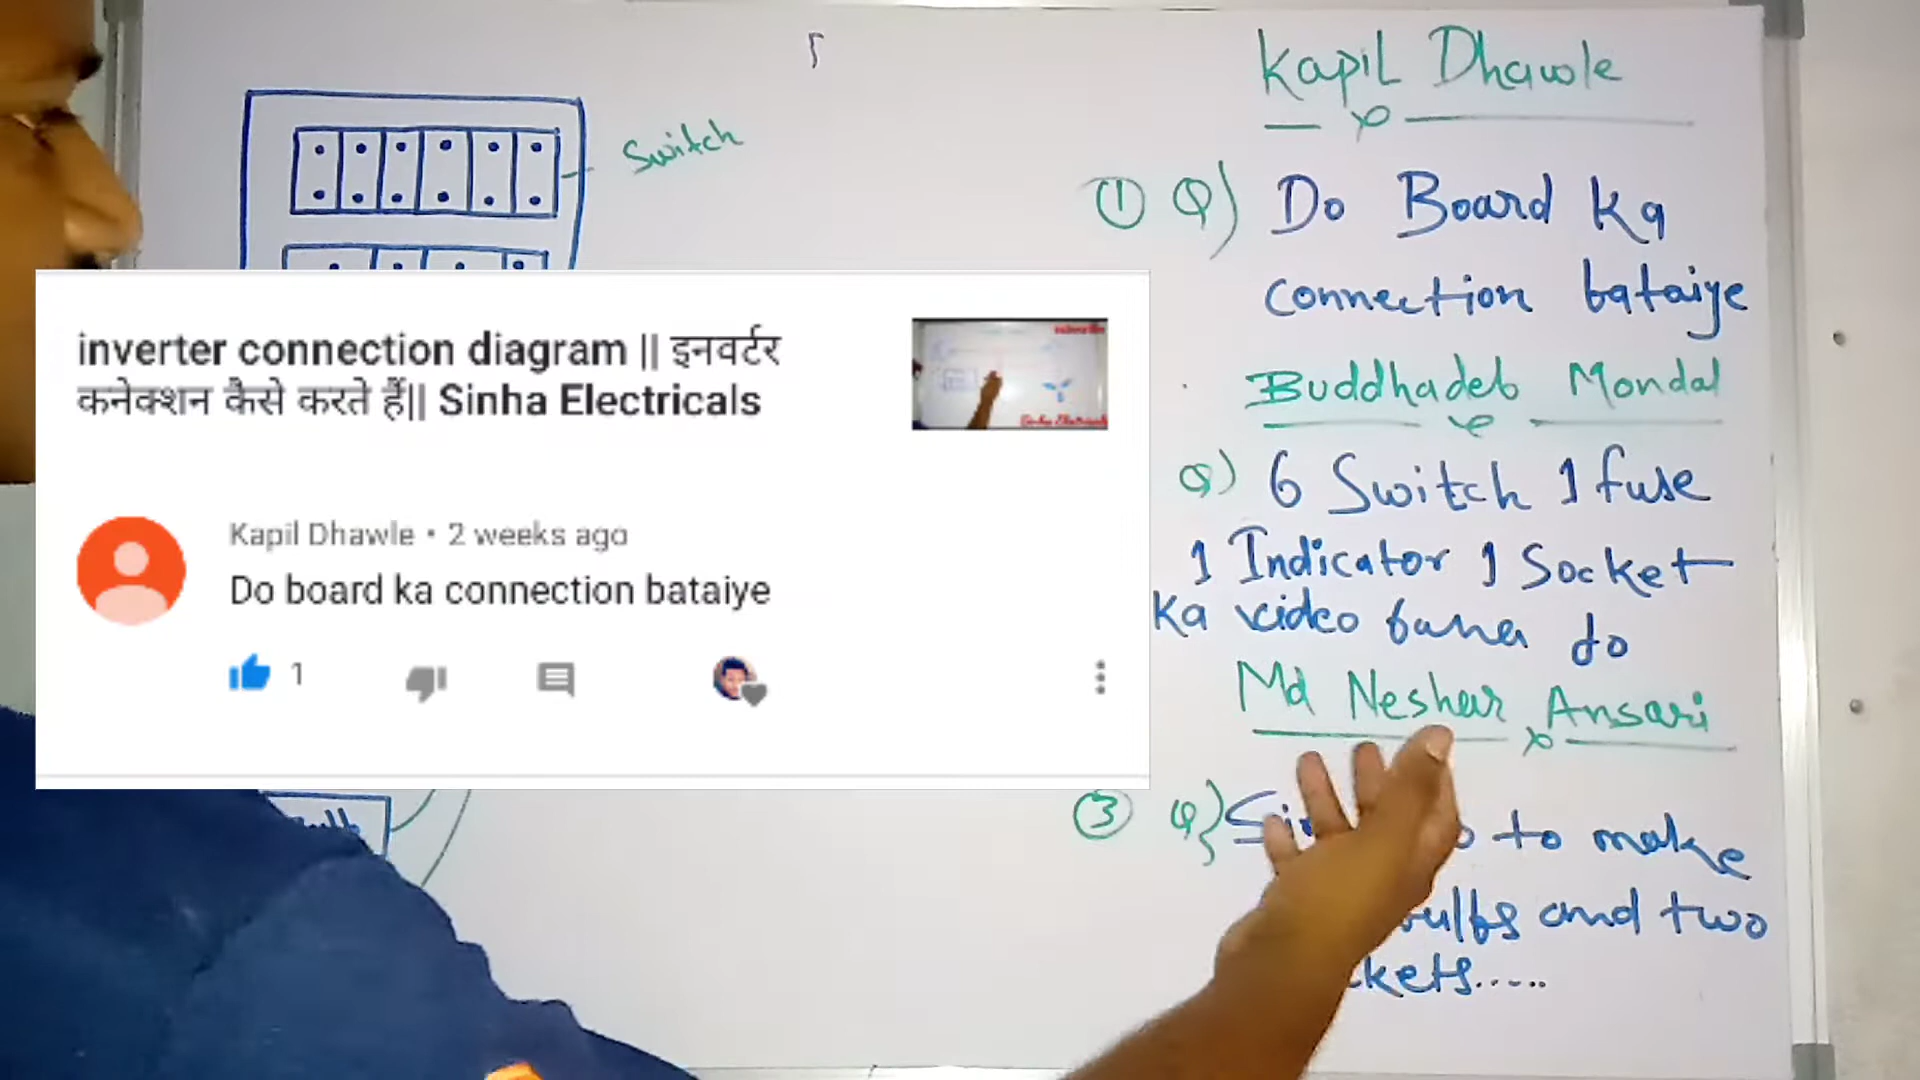 Switch
Kapil Dhawle
① Q) Do Board ka
connection bataiye
Buddhadeb Mondal
Q) 6 Switch 1 fuse
1 Indicator 1 Socket
ka video bana do
Md Neshar Ansari
③ Q} to make
and two
inverter connection diagram || इनवर्टर
कनेक्शन कैसे करते हैं|| Sinha Electricals
Kapil Dhawle • 2 weeks ago
Do board ka connection bataiye
1